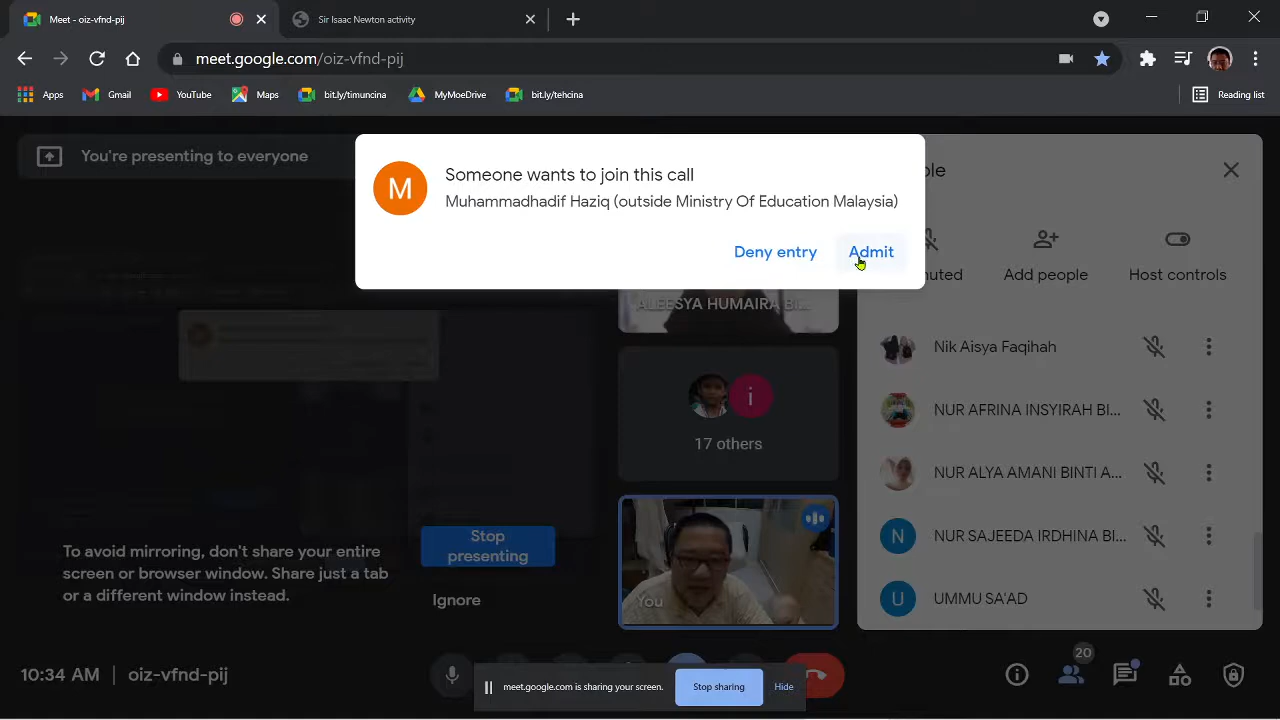 Meet - oiz-vfnd-pij
Sir Isaac Newton activity
meet.google.com/oiz-vfnd-pij
Apps
Gmail
YouTube
Maps
bit.ly/timuncina
MyMoeDrive
bit.ly/tehcina
Reading list
You're presenting to everyone
Someone wants to join this call
M
Muhammadhadif Haziq (outside Ministry Of Education Malaysia)
Deny entry
Admit
Add people
Host controls
ALEESYA HUMAIRA BI...
i
17 others
Nik Aisya Faqihah
NUR AFRINA INSYIRAH BI...
NUR ALYA AMANI BINTI A...
N
NUR SAJEEDA IRDHINA BI...
U
UMMU SA'AD
To avoid mirroring, don't share your entire
screen or browser window. Share just a tab
or a different window instead.
Stop
presenting
Ignore
You
10:34 AM | oiz-vfnd-pij
meet.google.com is sharing your screen.
Stop sharing
Hide
20